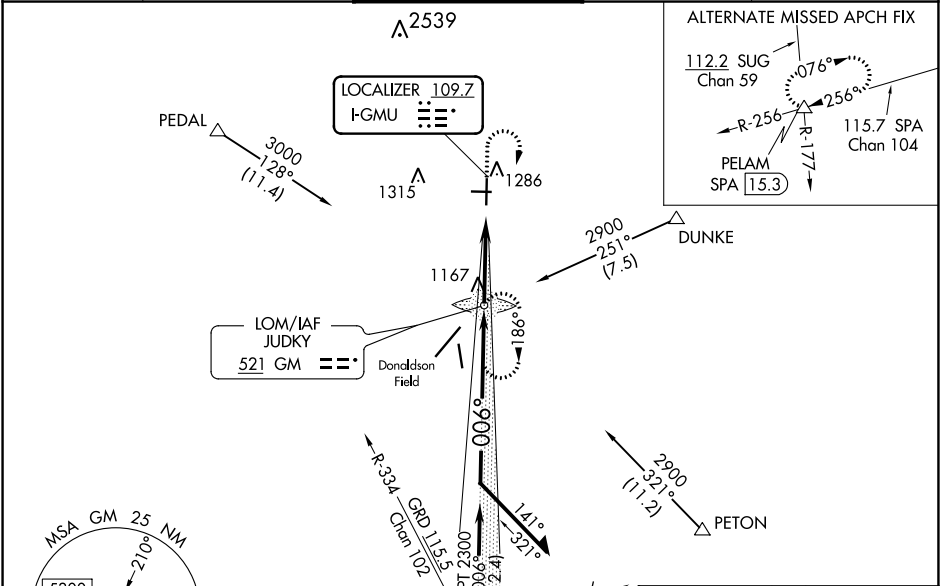 2539
ALTERNATE MISSED APCH FIX
112.2 SUG
Chan 59
076°
256°
R-256
R-177
115.7 SPA
Chan 104
PELAM
SPA 15.3
LOCALIZER 109.7
I-GMU
PEDAL
3000
128°
(11.4)
1315
1286
2900
251°
(7.5)
DUNKE
1167
LOM/IAF
JUDKY
521 GM
Donaldson
Field
186°
006°
R-334
GRD 115.5
Chan 102
2900
321°
(11.2)
PETON
141°
321°
2300
006°
MSA GM 25 NM
210°